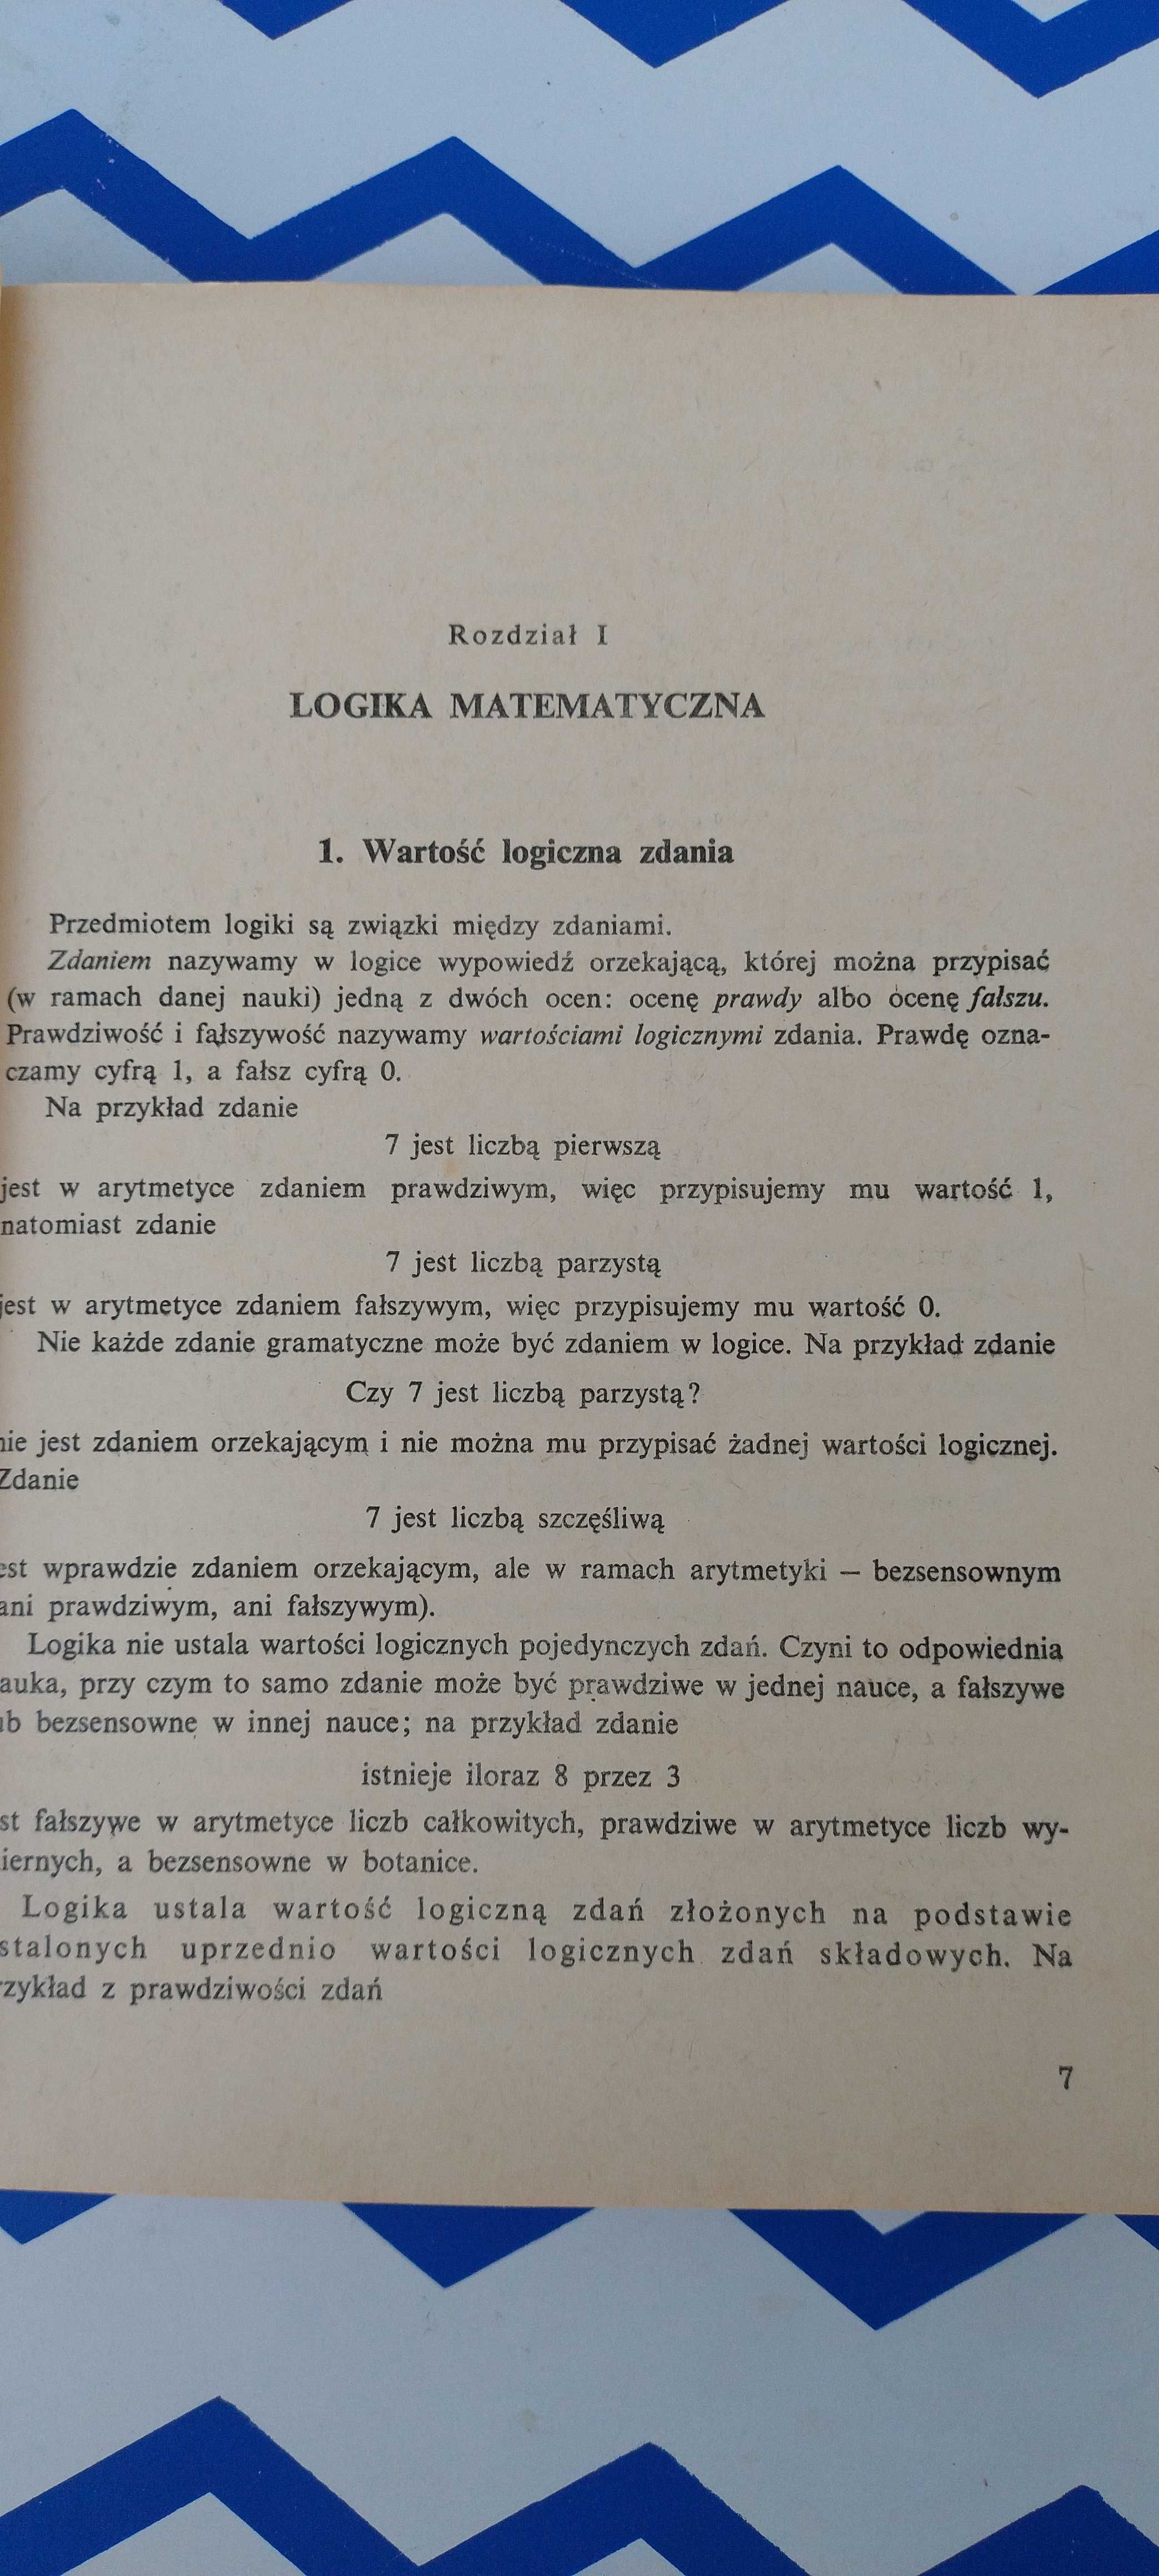 Rozdział I
LOGIKA MATEMATYCZNA
1. Wartość logiczna zdania
Przedmiotem logiki są związki między zdaniami.
Zdaniem nazywamy w logice wypowiedź orzekającą, której można przypisać
(w ramach danej nauki) jedną z dwóch ocen: ocenę prawdy albo ocenę fałszu.
Prawdziwość i fałszywość nazywamy wartościami logicznymi zdania. Prawdę ozna-
czamy cyfrą 1, a fałsz cyfrą 0.
Na przykład zdanie
7 jest liczbą pierwszą
jest w arytmetyce zdaniem prawdziwym, więc przypisujemy mu wartość 1,
natomiast zdanie
7 jest liczbą parzystą
jest w arytmetyce zdaniem fałszywym, więc przypisujemy mu wartość 0.
Nie każde zdanie gramatyczne może być zdaniem w logice. Na przykład zdanie
Czy 7 jest liczbą parzystą?
nie jest zdaniem orzekającym i nie można mu przypisać żadnej wartości logicznej.
Zdanie
7 jest liczbą szczęśliwą
est wprawdzie zdaniem orzekającym, ale w ramach arytmetyki — bezsensownym
ani prawdziwym, ani fałszywym).
Logika nie ustala wartości logicznych pojedynczych zdań. Czyni to odpowiednia
auka, przy czym to samo zdanie może być prawdziwe w jednej nauce, a fałszywe
ub bezsensowne w innej nauce; na przykład zdanie
istnieje iloraz 8 przez 3
st fałszywe w arytmetyce liczb całkowitych, prawdziwe w arytmetyce liczb wy-
iernych, a bezsensowne w botanice.
Logika ustala wartość logiczną zdań złożonych na podstawie
stalonych uprzednio wartości logicznych zdań składowych. Na
rzykład z prawdziwości zdań
7